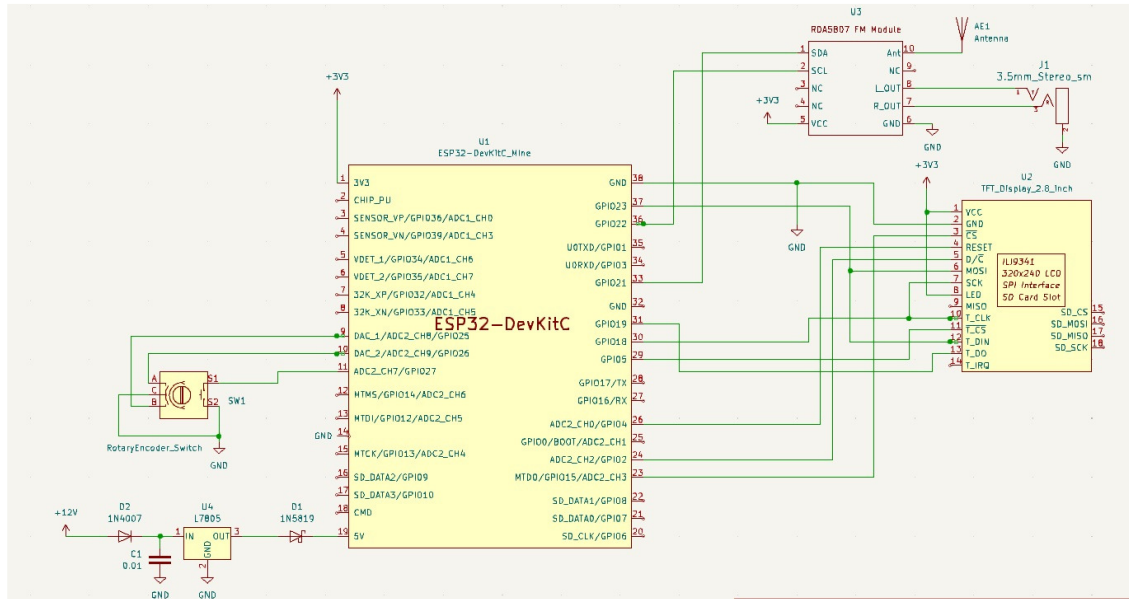 U3
RDA5807 FM Module
1 SDA
2 SCL
3 NC
4 NC
5 VCC
Ant 10
NC 9
L_OUT 8
R_OUT 7
GND 6
AE1
Antenna
J1
3.5mm_Stereo_sm
T
R
3
2
GND
GND
+3V3
+3V3
+3V3
U1
ESP32-DevKitC_Mine
ESP32-DevKitC
1 3V3
2 CHIP_PU
3 SENSOR_VP/GPIO36/ADC1_CH0
4 SENSOR_VN/GPIO39/ADC1_CH3
5 VDET_1/GPIO34/ADC1_CH6
6 VDET_2/GPIO35/ADC1_CH7
7 32K_XP/GPIO32/ADC1_CH4
8 32K_XN/GPIO33/ADC1_CH5
9 DAC_1/ADC2_CH8/GPIO25
10 DAC_2/ADC2_CH9/GPIO26
11 ADC2_CH7/GPIO27
12 MTMS/GPIO14/ADC2_CH6
13 MTDI/GPIO12/ADC2_CH5
GND 14
15 MTCK/GPIO13/ADC2_CH4
16 SD_DATA2/GPIO9
17 SD_DATA3/GPIO10
18 CMD
19 5V
GND 38
GPIO23 37
GPIO22 36
U0TXD/GPIO1 35
U0RXD/GPIO3 34
GPIO21 33
GND 32
GPIO19 31
GPIO18 30
GPIO5 29
GPIO17/TX 28
GPIO16/RX 27
ADC2_CH0/GPIO4 26
GPIO0/BOOT/ADC2_CH1 25
ADC2_CH2/GPIO2 24
MTDO/GPIO15/ADC2_CH3 23
SD_DATA1/GPIO8 22
SD_DATA0/GPIO7 21
SD_CLK/GPIO6 20
GND
U2
TFT_Display_2.8_Inch
1 VCC
2 GND
3 CS
4 RESET
5 D/C
6 MOSI
7 SCK
8 LED
9 MISO
10 T_CLK
11 T_CS
12 T_DIN
13 T_DO
14 T_IRQ
ILI9341
320x240 LCD
SPI Interface
SD Card Slot
SD_CS 15
SD_MOSI 16
SD_MISO 17
SD_SCK 18
A
C
B
S1
S2
SW1
RotaryEncoder_Switch
GND
+12V
D2
1N4007
C1
0.01
GND
U4
L7805
1 IN
OUT 3
GND
2
GND
D1
1N5819